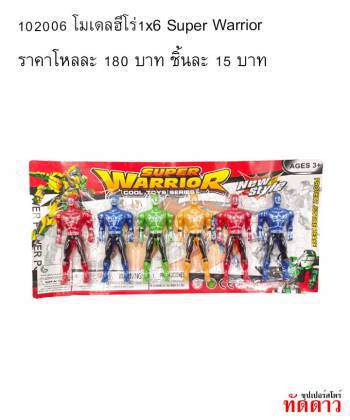 102006 โมเดลฮีโร่1x6 Super Warrior
ราคาโหลละ 180 บาท ชิ้นละ 15 บาท
SUPER
WARRIOR
COOL TOYS SERIES
New Style
AGES 3+
WARNING
ซุปเปอร์สโตร์
ทัดดาว